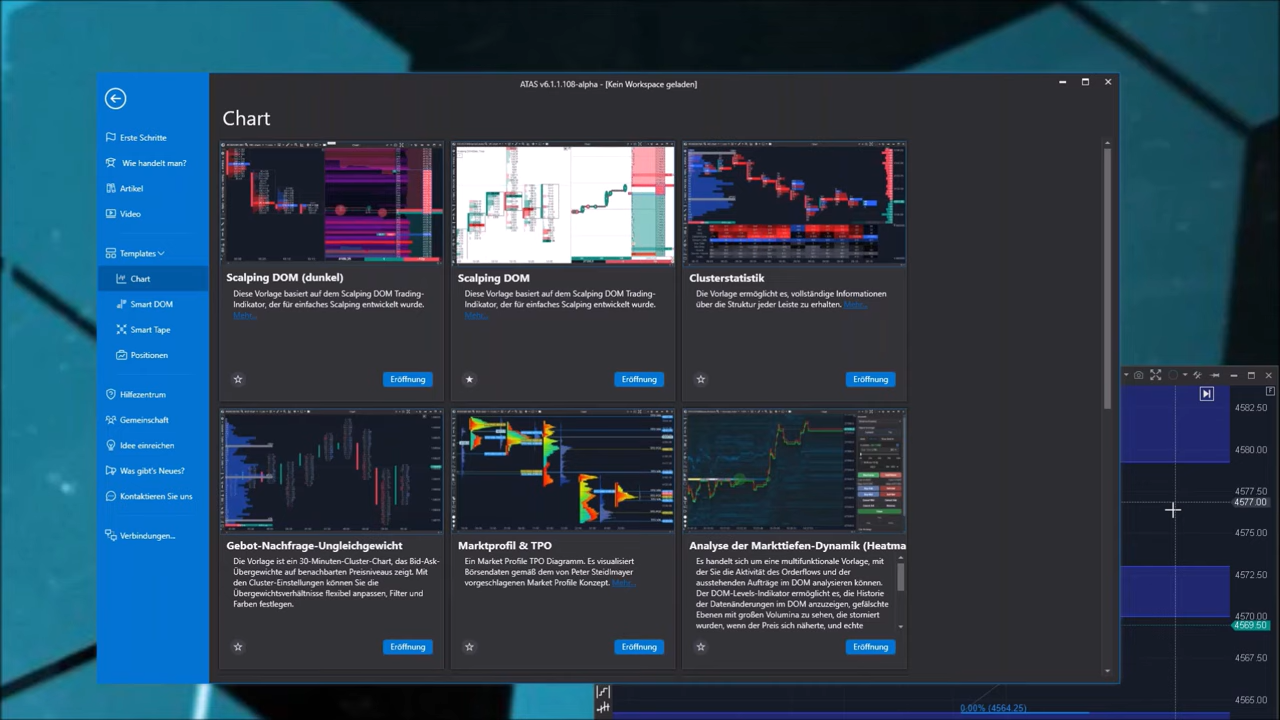 ATAS v6.1.1.108-alpha - [Kein Workspace geladen]
Erste Schritte
Wie handelt man?
Artikel
Video
Templates
Chart
Smart DOM
Smart Tape
Positionen
Hilfezentrum
Gemeinschaft
Idee einreichen
Was gibt's Neues?
Kontaktieren Sie uns
Verbindungen...
Chart
Scalping DOM (dunkel)
Diese Vorlage basiert auf dem Scalping DOM Trading-
Indikator, der für einfaches Scalping entwickelt wurde.
Mehr...
Eröffnung
Scalping DOM
Diese Vorlage basiert auf dem Scalping DOM Trading-
Indikator, der für einfaches Scalping entwickelt wurde.
Mehr...
Eröffnung
Clusterstatistik
Die Vorlage ermöglicht es, vollständige Informationen
über die Struktur jeder Leiste zu erhalten. Mehr...
Eröffnung
Gebot-Nachfrage-Ungleichgewicht
Die Vorlage ist ein 30-Minuten-Cluster-Chart, das Bid-Ask-
Übergewichte auf benachbarten Preisniveaus zeigt. Mit
den Cluster-Einstellungen können Sie die
Übergewichtsverhältnisse flexibel anpassen, Filter und
Farben festlegen.
Eröffnung
Marktprofil & TPO
Ein Market Profile TPO Diagramm. Es visualisiert
Börsendaten gemäß dem von Peter Steidlmayer
vorgeschlagenen Market Profile Konzept. Mehr...
Eröffnung
Analyse der Markttiefen-Dynamik (Heatma
Es handelt sich um eine multifunktionale Vorlage, mit
der Sie die Aktivität des Orderflows und der
ausstehenden Aufträge im DOM analysieren können.
Der DOM-Levels-Indikator ermöglicht es, die Historie
der Datenänderungen im DOM anzuzeigen, gefälschte
Ebenen mit großen Volumina zu sehen, die storniert
wurden, wenn der Preis sich näherte, und echte
Eröffnung
F
4582.50
4580.00
4577.50
4577.00
4575.00
4572.50
4570.00
4569.50
4567.50
4565.00
0.00% (4564.25)